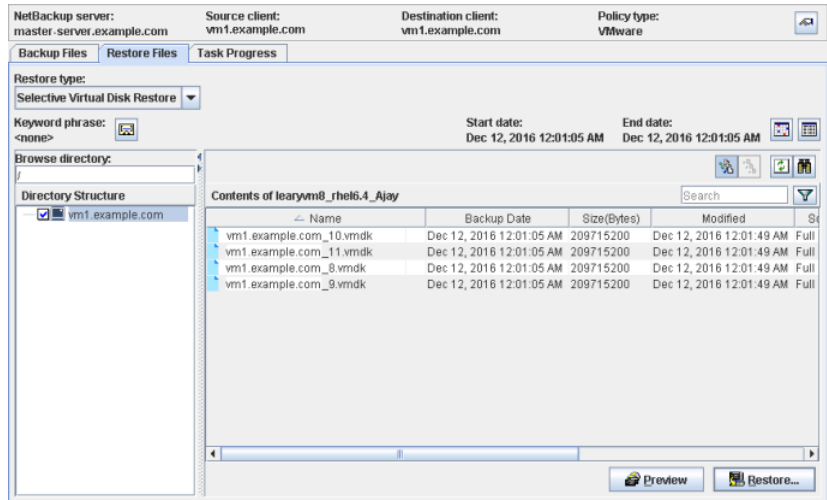 NetBackup server: Source client: Destination client: Policy type:
master-server.example.com vm1.example.com vm1.example.com VMware
Backup Files Restore Files Task Progress
Restore type:
Selective Virtual Disk Restore
Keyword phrase: Start date: End date:
<none> Dec 12, 2016 12:01:05 AM Dec 12, 2016 12:01:05 AM
Browse directory:
/
Directory Structure Contents of learyvm8_rhel6.4_Ajay Search
vm1.example.com
Name Backup Date Size(Bytes) Modified
vm1.example.com_10.vmdk Dec 12, 2016 12:01:05 AM 209715200 Dec 12, 2016 12:01:49 AM Full
vm1.example.com_11.vmdk Dec 12, 2016 12:01:05 AM 209715200 Dec 12, 2016 12:01:49 AM Full
vm1.example.com_8.vmdk Dec 12, 2016 12:01:05 AM 209715200 Dec 12, 2016 12:01:49 AM Full
vm1.example.com_9.vmdk Dec 12, 2016 12:01:05 AM 209715200 Dec 12, 2016 12:01:49 AM Full
Preview Restore...